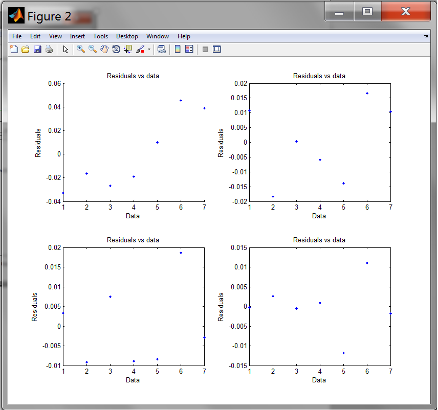 Figure 2
File Edit View Insert Tools Desktop Window Help
Residuals vs data
0.06
0.04
0.02
0
-0.02
-0.04
Residuals
1 2 3 4 5 6 7
Data
Residuals vs data
0.02
0.015
0.01
0.005
0
-0.005
-0.01
-0.015
-0.02
Residuals
1 2 3 4 5 6 7
Data
Residuals vs data
0.02
0.015
0.01
0.005
0
-0.005
-0.01
Residuals
1 2 3 4 5 6 7
Data
Residuals vs data
0.015
0.01
0.005
0
-0.005
-0.01
-0.015
Residuals
1 2 3 4 5 6 7
Data